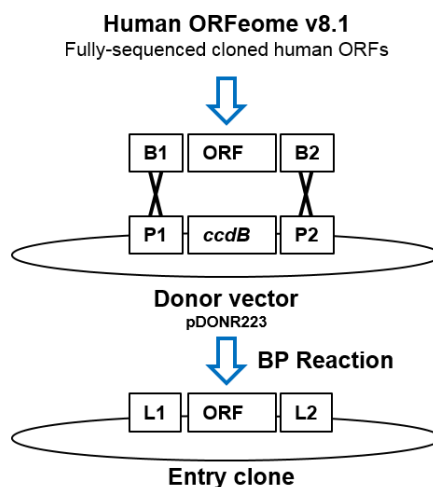 Human ORFeome v8.1
Fully-sequenced cloned human ORFs
B1 ORF B2
P1 ccdB P2
Donor vector
pDONR223
BP Reaction
L1 ORF L2
Entry clone